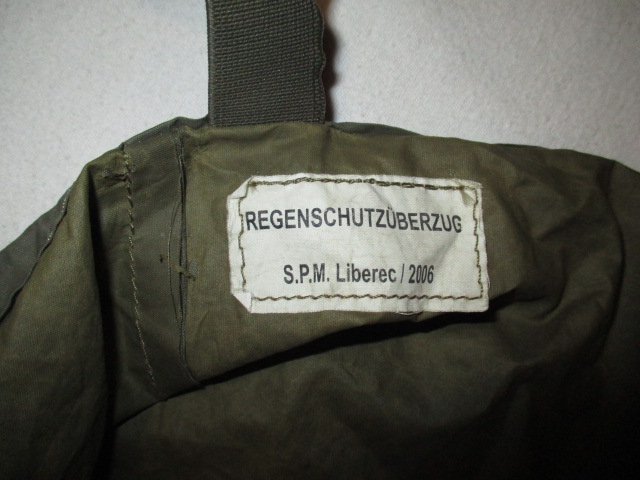 REGENSCHUTZÜBERZUG
S.P.M. Liberec / 2006